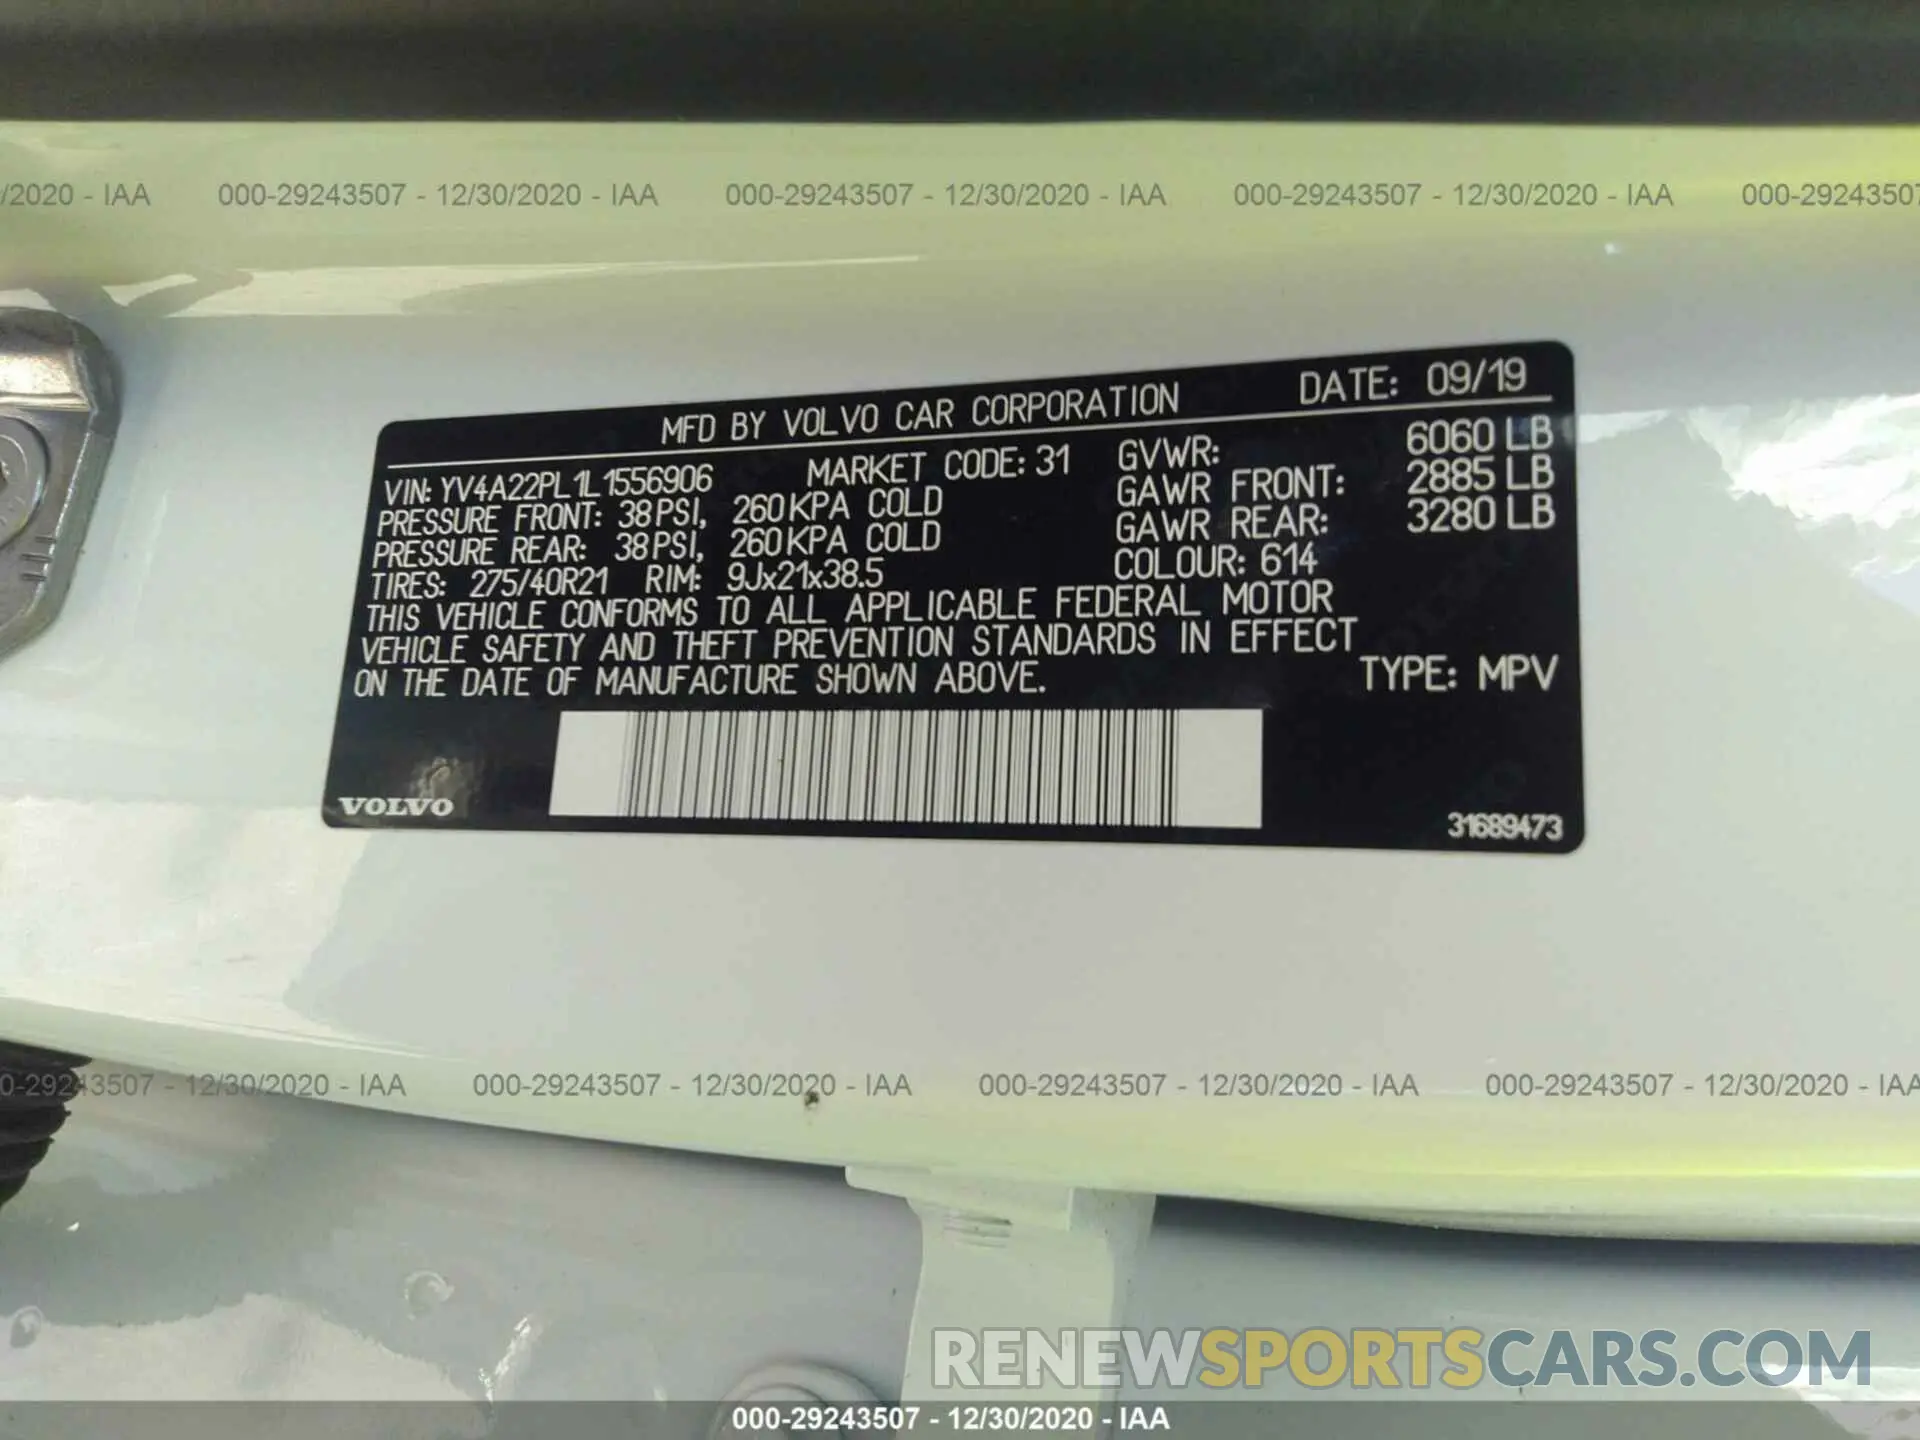 /2020 - IAA 000-29243507 - 12/30/2020 - IAA 000-29243507 - 12/30/2020 - IAA 000-29243507 - 12/30/2020 - IAA 000-29243507
MFD BY VOLVO CAR CORPORATION DATE: 09/19
VIN: YV4A22PL1L1556906 MARKET CODE: 31 GVWR: 6060 LB
PRESSURE FRONT: 38 PSI, 260 KPA COLD GAWR FRONT: 2885 LB
PRESSURE REAR: 38 PSI, 260 KPA COLD GAWR REAR: 3280 LB
TIRES: 275/40R21 RIM: 9Jx21x38.5 COLOUR: 614
THIS VEHICLE CONFORMS TO ALL APPLICABLE FEDERAL MOTOR
VEHICLE SAFETY AND THEFT PREVENTION STANDARDS IN EFFECT
ON THE DATE OF MANUFACTURE SHOWN ABOVE. TYPE: MPV
VOLVO 31689473
0-29243507 - 12/30/2020 - IAA 000-29243507 - 12/30/2020 - IAA 000-29243507 - 12/30/2020 - IAA 000-29243507 - 12/30/2020 - IAA
RENEWSPORTSCARS.COM
000-29243507 - 12/30/2020 - IAA